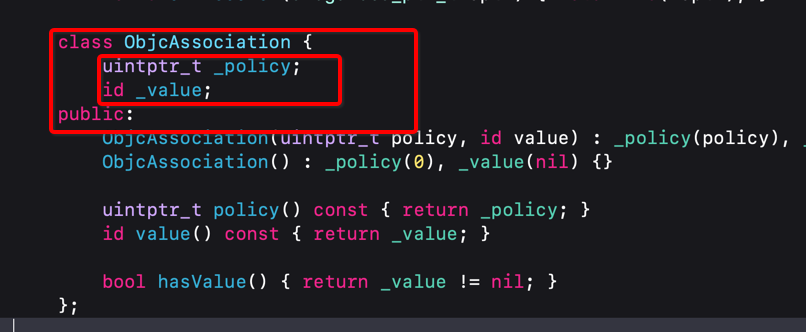 class ObjcAssociation {
uintptr_t _policy;
id _value;
public:
ObjcAssociation(uintptr_t policy, id value) : _policy(policy),
ObjcAssociation() : _policy(0), _value(nil) {}
uintptr_t policy() const { return _policy; }
id value() const { return _value; }
bool hasValue() { return _value != nil; }
};